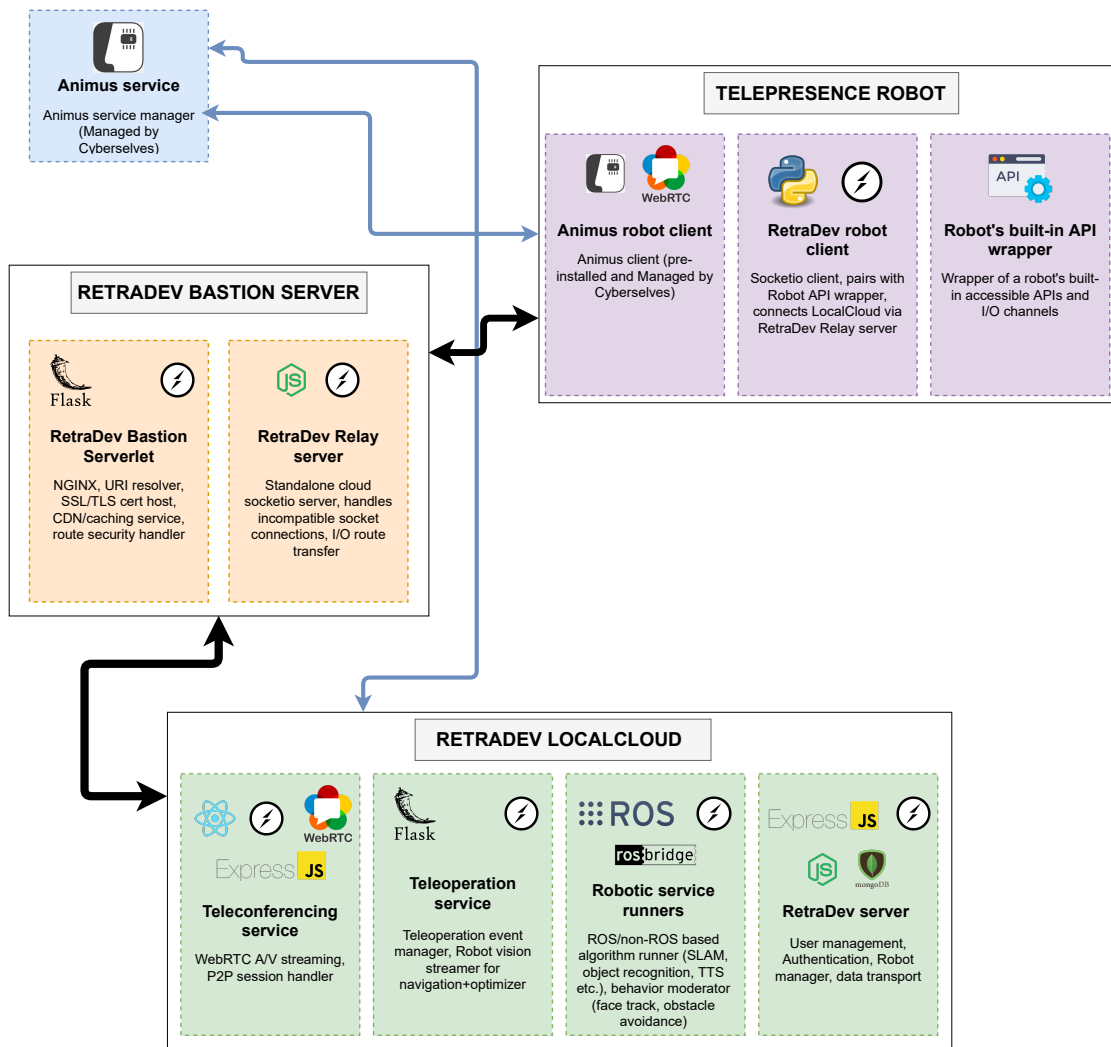 Animus service
Animus service manager
(Managed by
Cyberselves)
TELEPRESENCE ROBOT
WebRTC
Animus robot client
Animus client (pre-
installed and Managed by
Cyberselves)
RetraDev robot
client
Socketio client, pairs with
Robot API wrapper,
connects LocalCloud via
RetraDev Relay server
API
Robot's built-in API
wrapper
Wrapper of a robot's built-
in accessible APIs and
I/O channels
RETRADEV BASTION SERVER
Flask
RetraDev Bastion
Serverlet
NGINX, URI resolver,
SSL/TLS cert host,
CDN/caching service,
route security handler
JS
RetraDev Relay
server
Standalone cloud
socketio server, handles
incompatible socket
connections, I/O route
transfer
RETRADEV LOCALCLOUD
WebRTC
Express JS
Teleconferencing
service
WebRTC A/V streaming,
P2P session handler
Flask
Teleoperation
service
Teleoperation event
manager, Robot vision
streamer for
navigation+optimizer
ROS
ros:bridge
Robotic service
runners
ROS/non-ROS based
algorithm runner (SLAM,
object recognition, TTS
etc.), behavior moderator
(face track, obstacle
avoidance)
Express JS
JS
mongoDB
RetraDev server
User management,
Authentication, Robot
manager, data transport